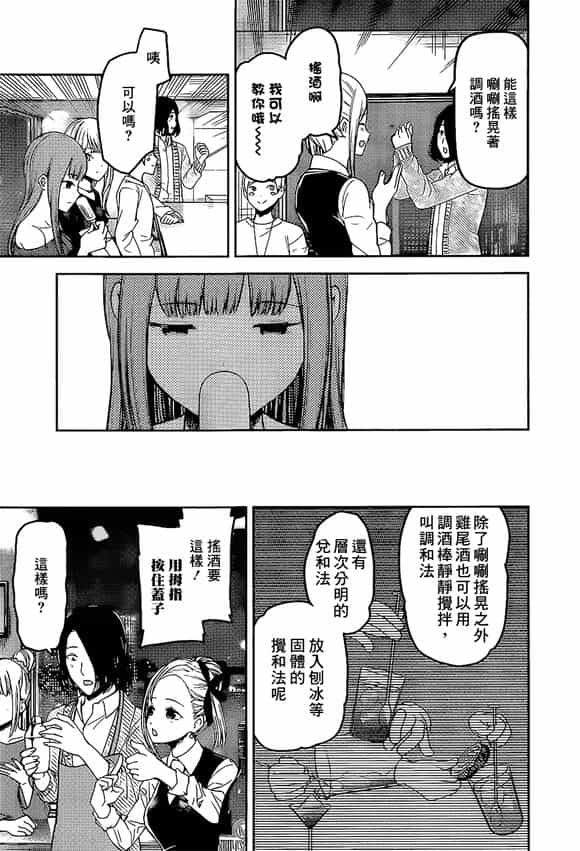 能這樣
唰唰搖晃著
調酒嗎？
搖酒啊
我可以
教你哦～
咦
可以嗎？
除了唰唰搖晃之外
雞尾酒也可以用
調酒棒靜靜攪拌，
叫調和法
還有
層次分明的
兌和法
放入刨冰等
固體的
攪和法呢
搖酒要
這樣！
用拇指
按住蓋子
這樣嗎？